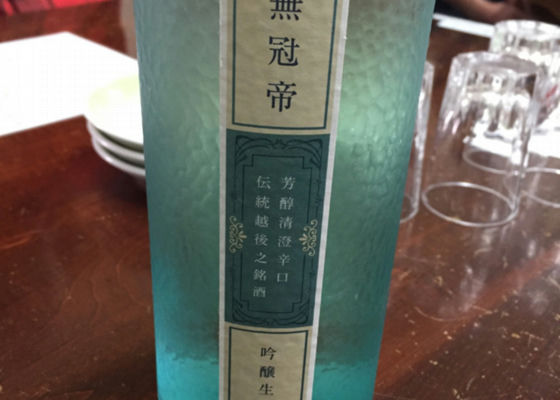 無冠帝
芳醇清澄辛口
伝統越後之銘酒
吟醸生